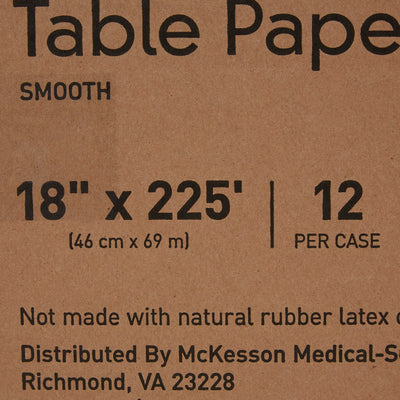 Table Pape
SMOOTH
18" x 225'
(46 cm x 69 m)
12
PER CASE
Not made with natural rubber latex
Distributed By McKesson Medical-S
Richmond, VA 23228